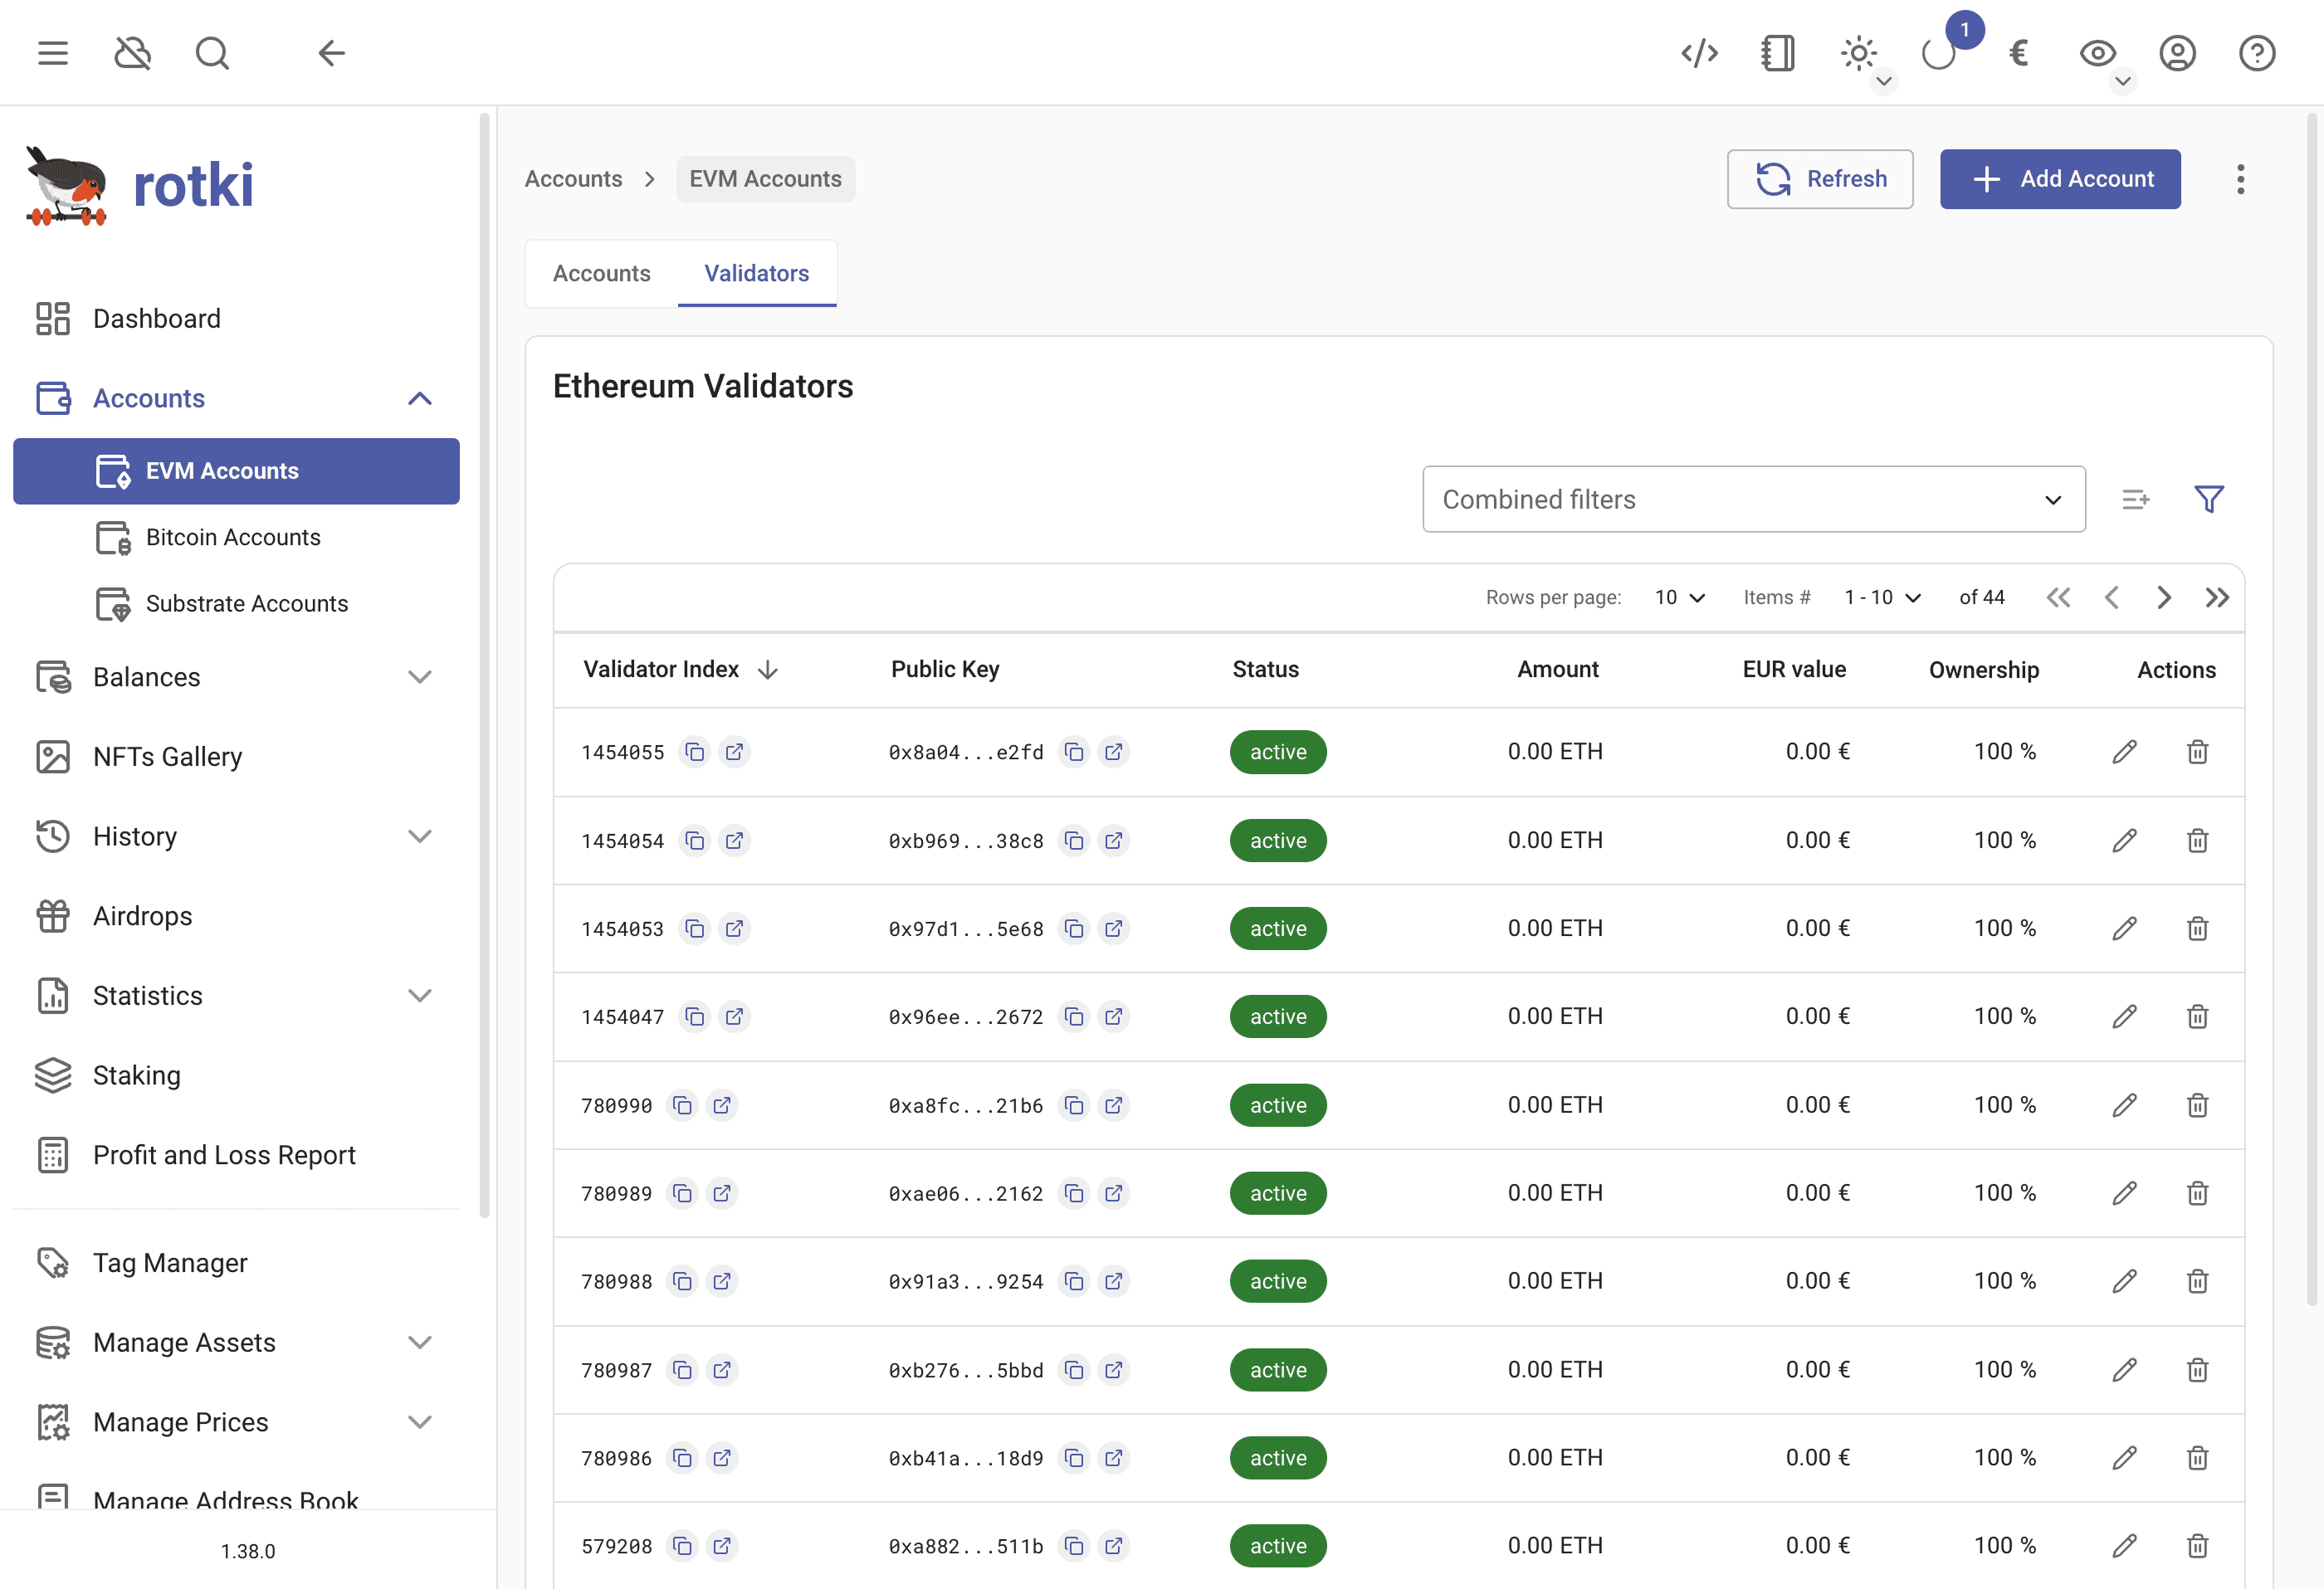 1
€
rotki
Dashboard
Accounts
EVM Accounts
Bitcoin Accounts
Substrate Accounts
Balances
NFTs Gallery
History
Airdrops
Statistics
Staking
Profit and Loss Report
Tag Manager
Manage Assets
Manage Prices
Manage Address Book
1.38.0
Accounts > EVM Accounts
Refresh
Add Account
Accounts Validators
Ethereum Validators
Combined filters
Rows per page: 10 Items # 1 - 10 of 44
Validator Index Public Key Status Amount EUR value Ownership Actions
1454055 0x8a04...e2fd active 0.00 ETH 0.00 € 100 %
1454054 0xb969...38c8 active 0.00 ETH 0.00 € 100 %
1454053 0x97d1...5e68 active 0.00 ETH 0.00 € 100 %
1454047 0x96ee...2672 active 0.00 ETH 0.00 € 100 %
780990 0xa8fc...21b6 active 0.00 ETH 0.00 € 100 %
780989 0xae06...2162 active 0.00 ETH 0.00 € 100 %
780988 0x91a3...9254 active 0.00 ETH 0.00 € 100 %
780987 0xb276...5bbd active 0.00 ETH 0.00 € 100 %
780986 0xb41a...18d9 active 0.00 ETH 0.00 € 100 %
579208 0xa882...511b active 0.00 ETH 0.00 € 100 %